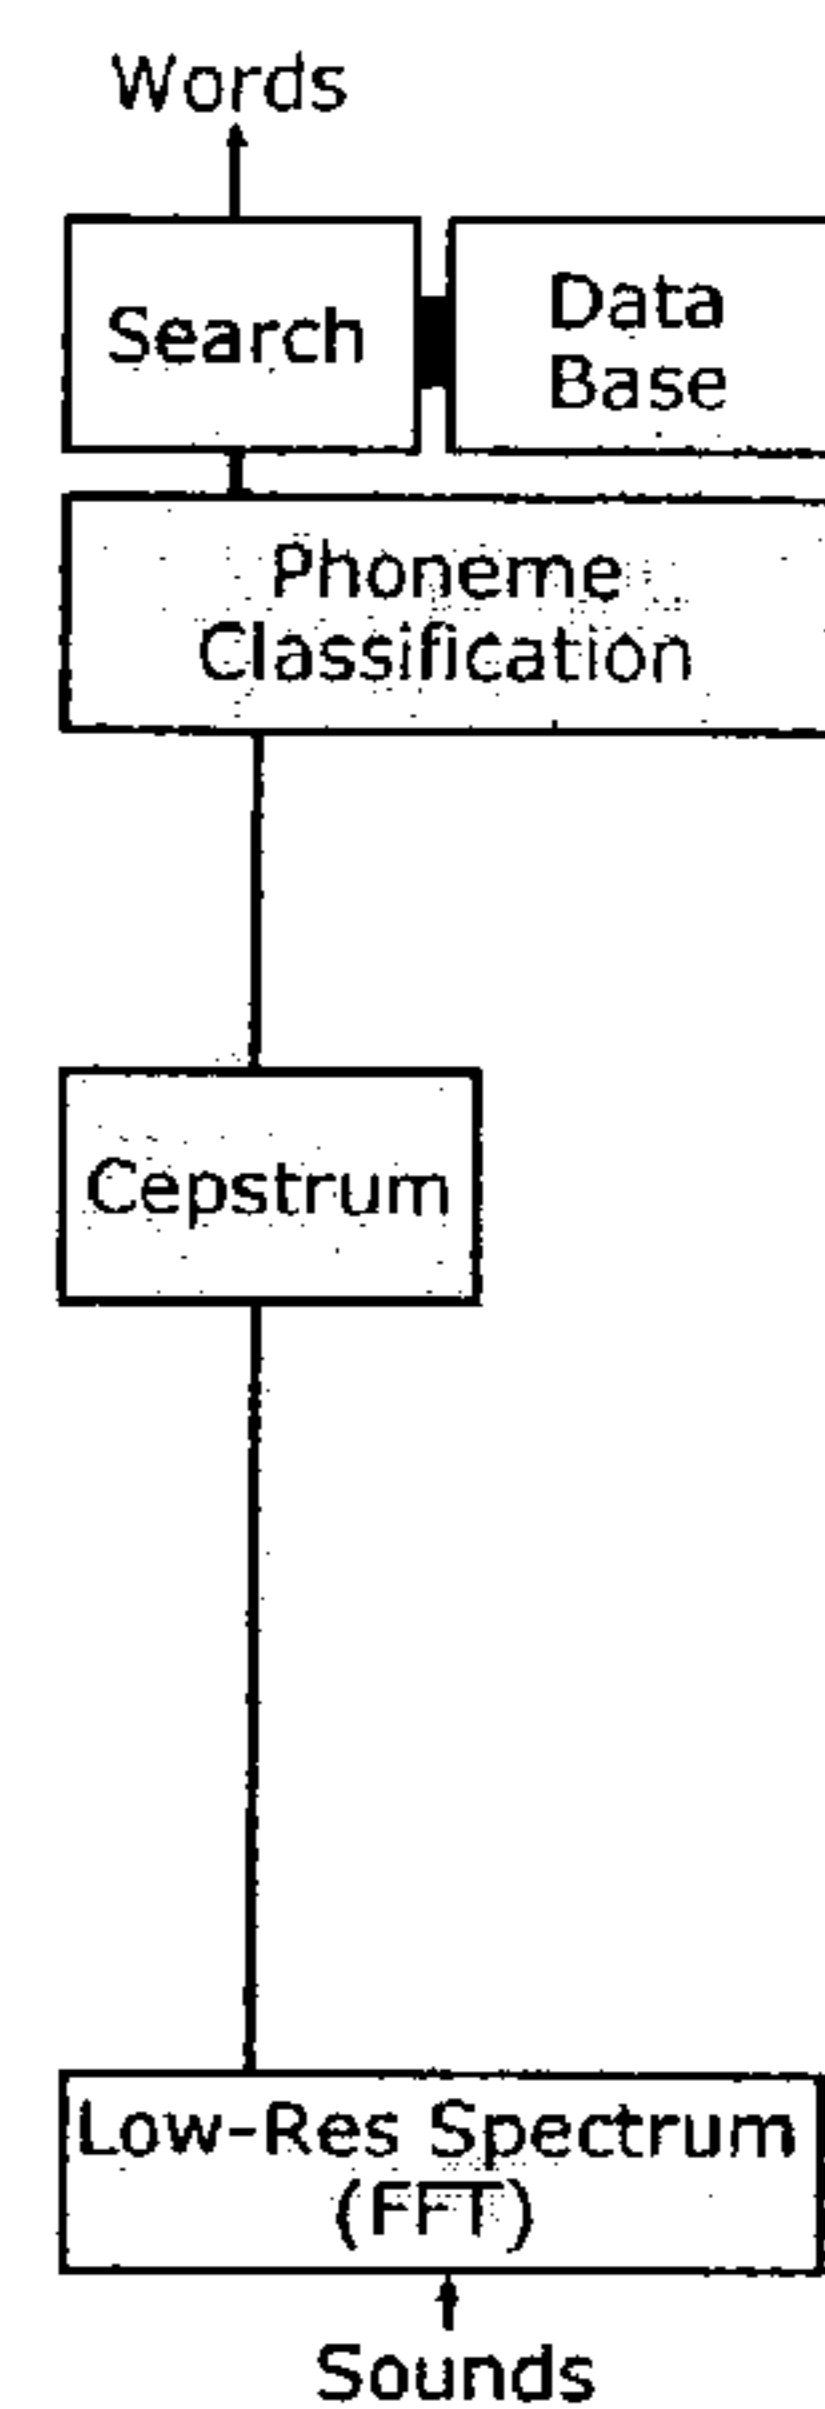 Words
Search
Data
Base
Phoneme
Classification
Cepstrum
Low-Res Spectrum
(FFT)
Sounds